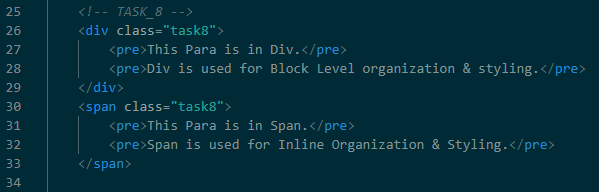 25 <!-- TASK_8 -->
26 <div class="task8">
27 <pre>This Para is in Div.</pre>
28 <pre>Div is used for Block Level organization & styling.</pre>
29 </div>
30 <span class="task8">
31 <pre>This Para is in Span.</pre>
32 <pre>Span is used for Inline Organization & Styling.</pre>
33 </span>
34